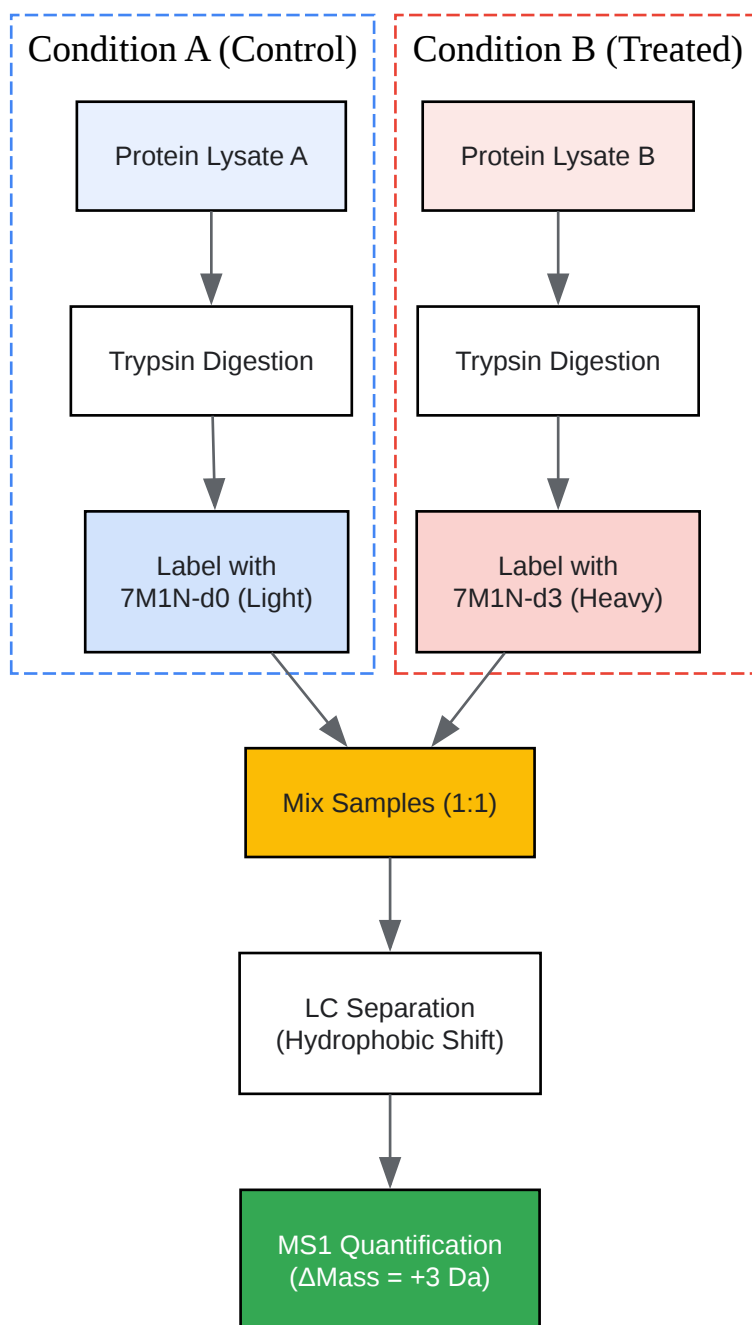 Condition A (Control)
Protein Lysate A
Trypsin Digestion
Label with
7M1N-d0 (Light)
Condition B (Treated)
Protein Lysate B
Trypsin Digestion
Label with
7M1N-d3 (Heavy)
Mix Samples (1:1)
LC Separation
(Hydrophobic Shift)
MS1 Quantification
(ΔMass = +3 Da)